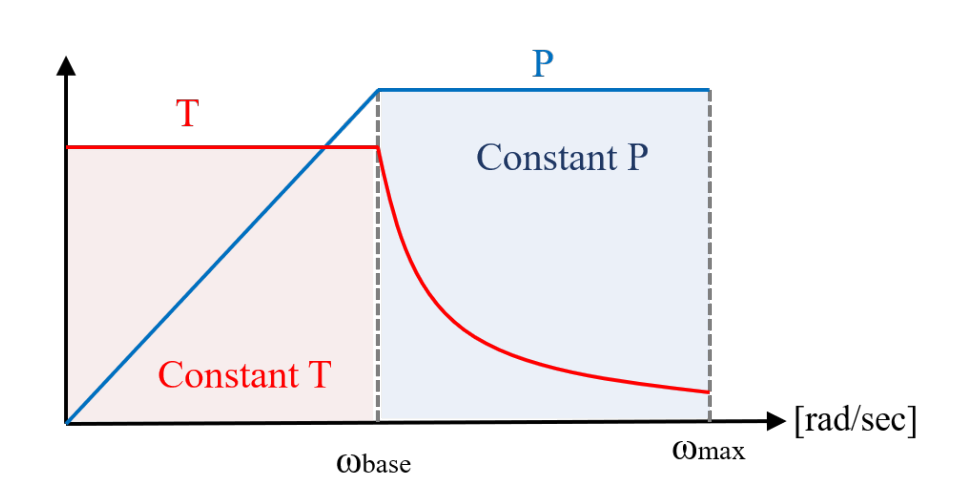 P
T
Constant P
Constant T
[rad/sec]
ωbase
ωmax